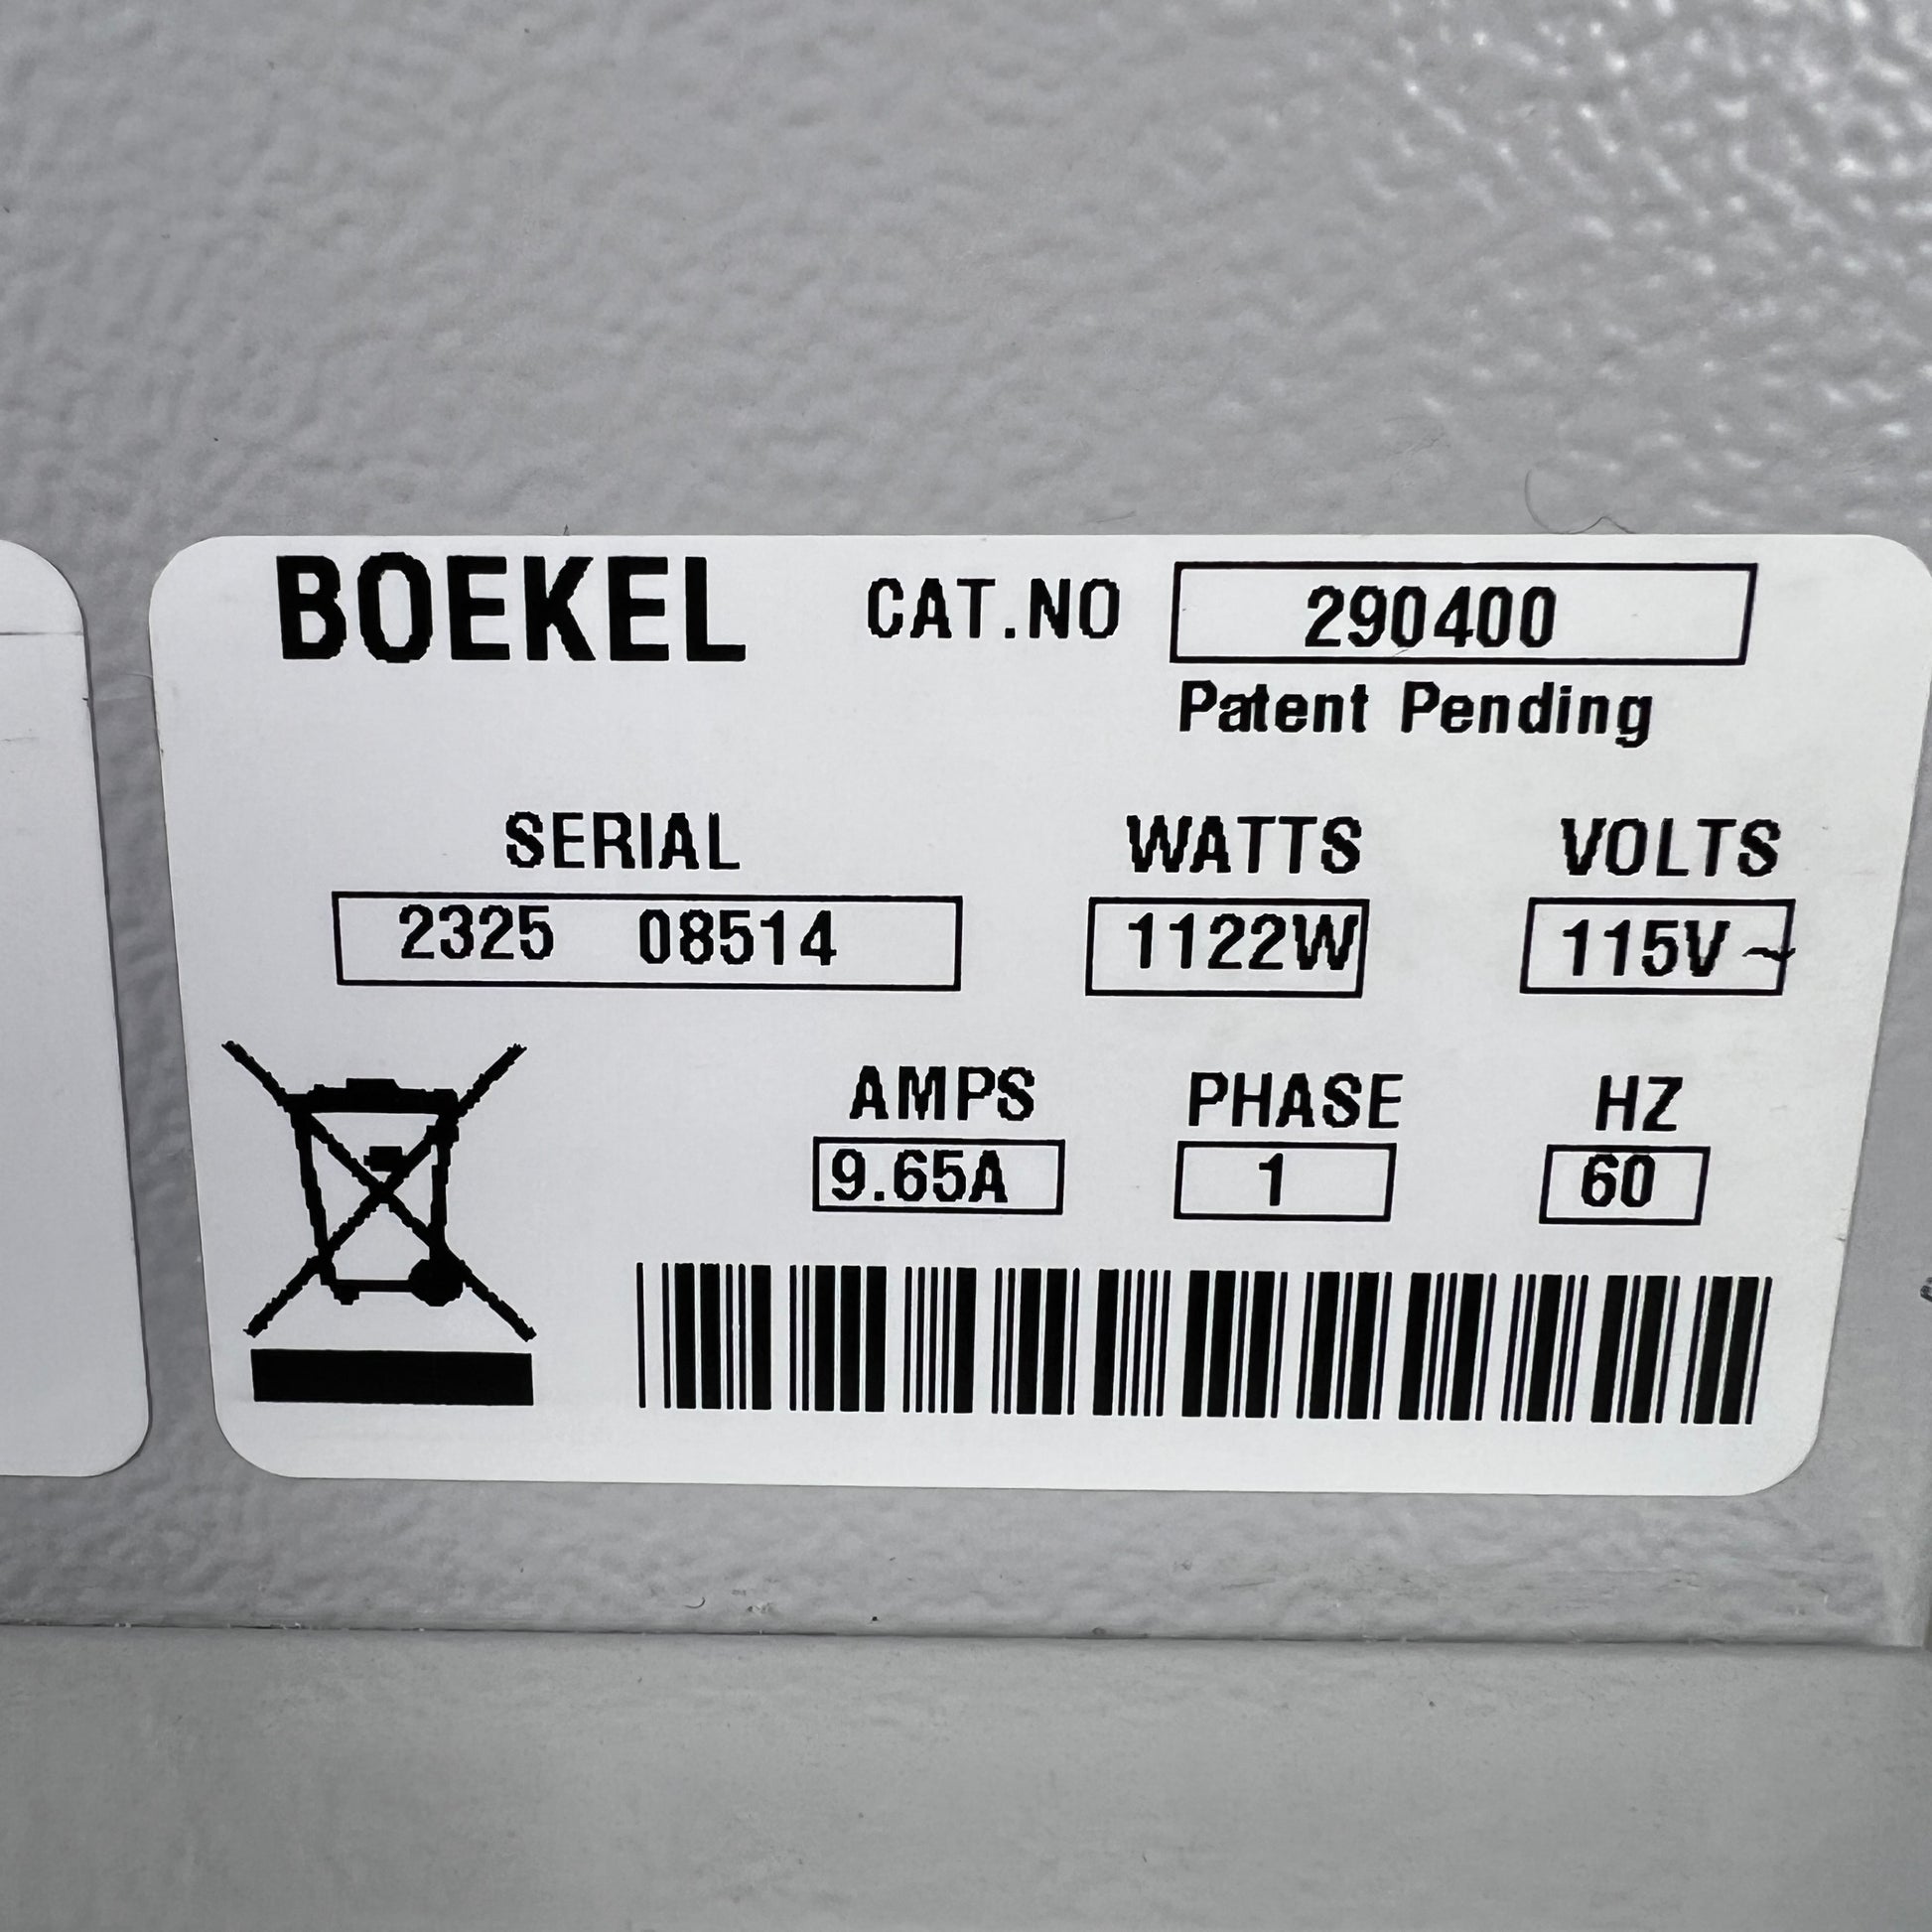 BOEKEL CAT.NO 290400
Patent Pending
SERIAL WATTS VOLTS
2325 08514 1122W 115V~
AMPS PHASE HZ
9.65A 1 60